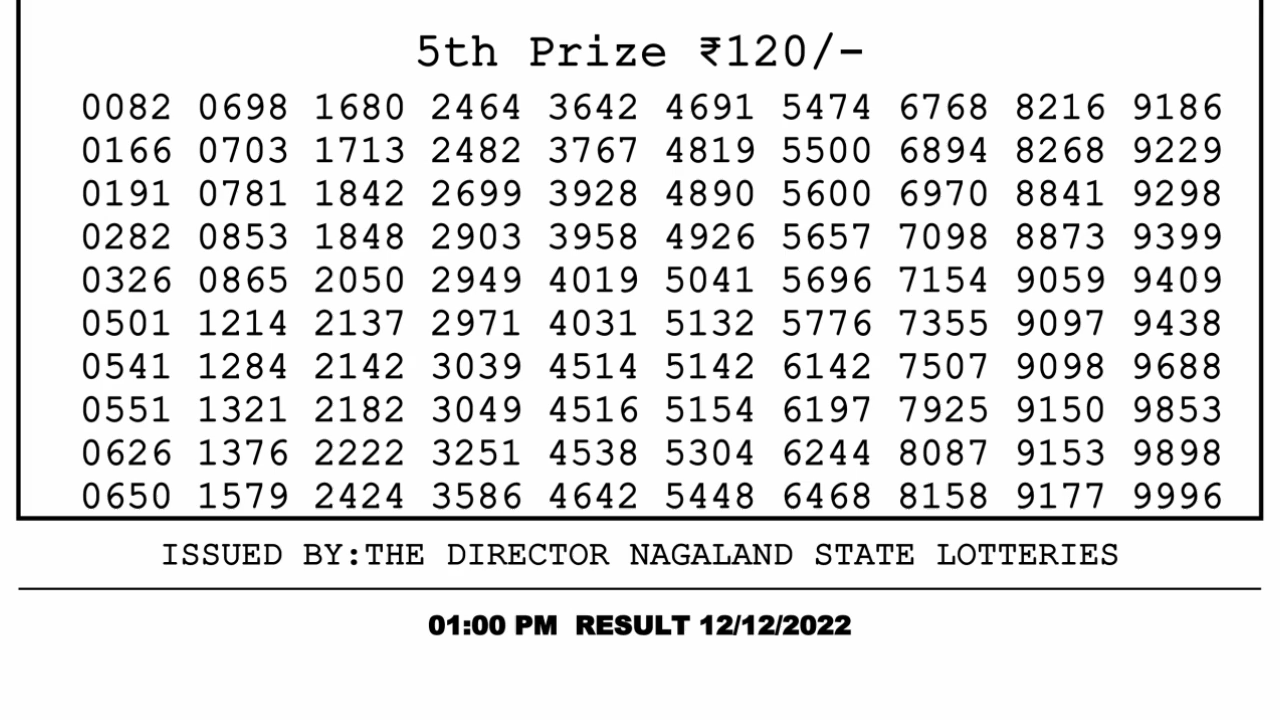 5th Prize ₹120/-
0082 0698 1680 2464 3642 4691 5474 6768 8216 9186
0166 0703 1713 2482 3767 4819 5500 6894 8268 9229
0191 0781 1842 2699 3928 4890 5600 6970 8841 9298
0282 0853 1848 2903 3958 4926 5657 7098 8873 9399
0326 0865 2050 2949 4019 5041 5696 7154 9059 9409
0501 1214 2137 2971 4031 5132 5776 7355 9097 9438
0541 1284 2142 3039 4514 5142 6142 7507 9098 9688
0551 1321 2182 3049 4516 5154 6197 7925 9150 9853
0626 1376 2222 3251 4538 5304 6244 8087 9153 9898
0650 1579 2424 3586 4642 5448 6468 8158 9177 9996
ISSUED BY:THE DIRECTOR NAGALAND STATE LOTTERIES
01:00 PM RESULT 12/12/2022